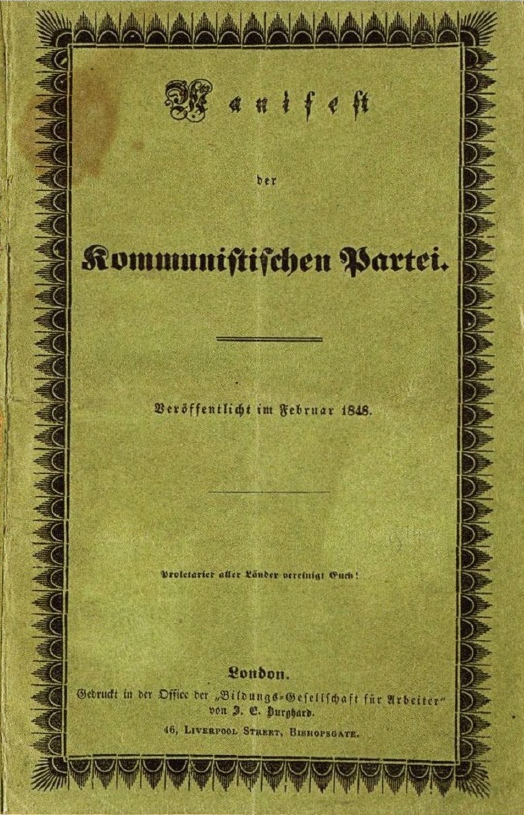 Manifest
der
Kommunistischen Partei.
Veröffentlicht im Februar 1848.
Proletarier aller Länder vereinigt Euch!
London.
Gedruckt in der Office der „Bildungs-Gesellschaft für Arbeiter"
von J. E. Burghard.
46, LIVERPOOL STREET, BISHOPSGATE.